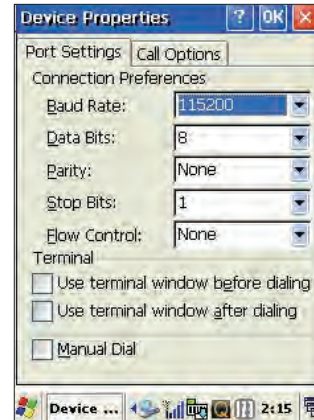 Device Properties ? OK ×
Port Settings Call Options
Connection Preferences
Baud Rate: 115200
Data Bits: 8
Parity: None
Stop Bits: 1
Flow Control: None
Terminal
Use terminal window before dialing
Use terminal window after dialing
Manual Dial
Device ... 2:15